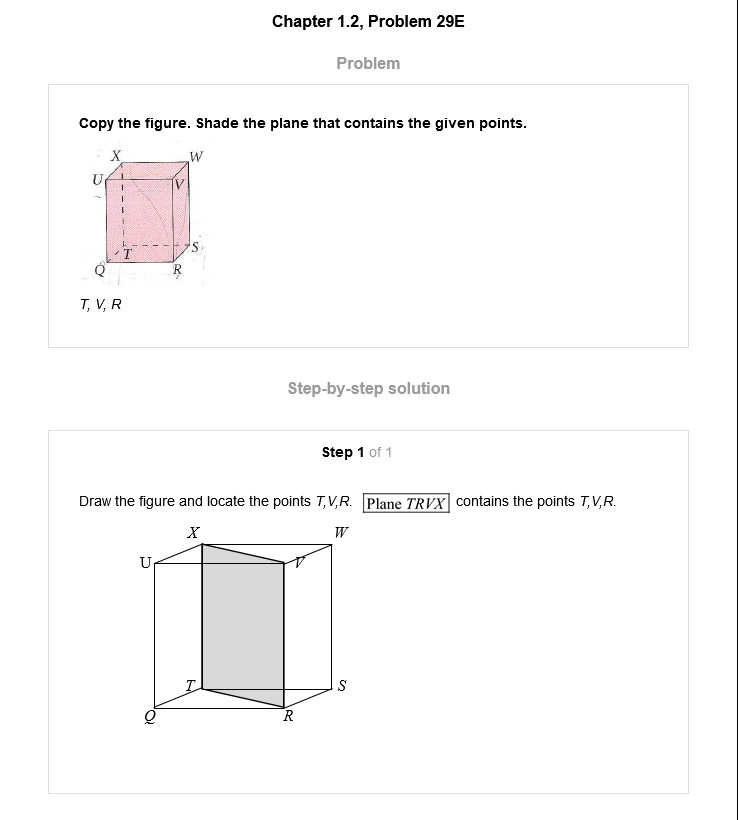 Chapter 1.2, Problem 29E
Problem
Copy the figure. Shade the plane that contains the given points.
X W
U V
T S
Q R
T, V, R
Step-by-step solution
Step 1 of 1
Draw the figure and locate the points T,V,R. Plane TRVX contains the points T,V,R.
X W
U V
T S
Q R